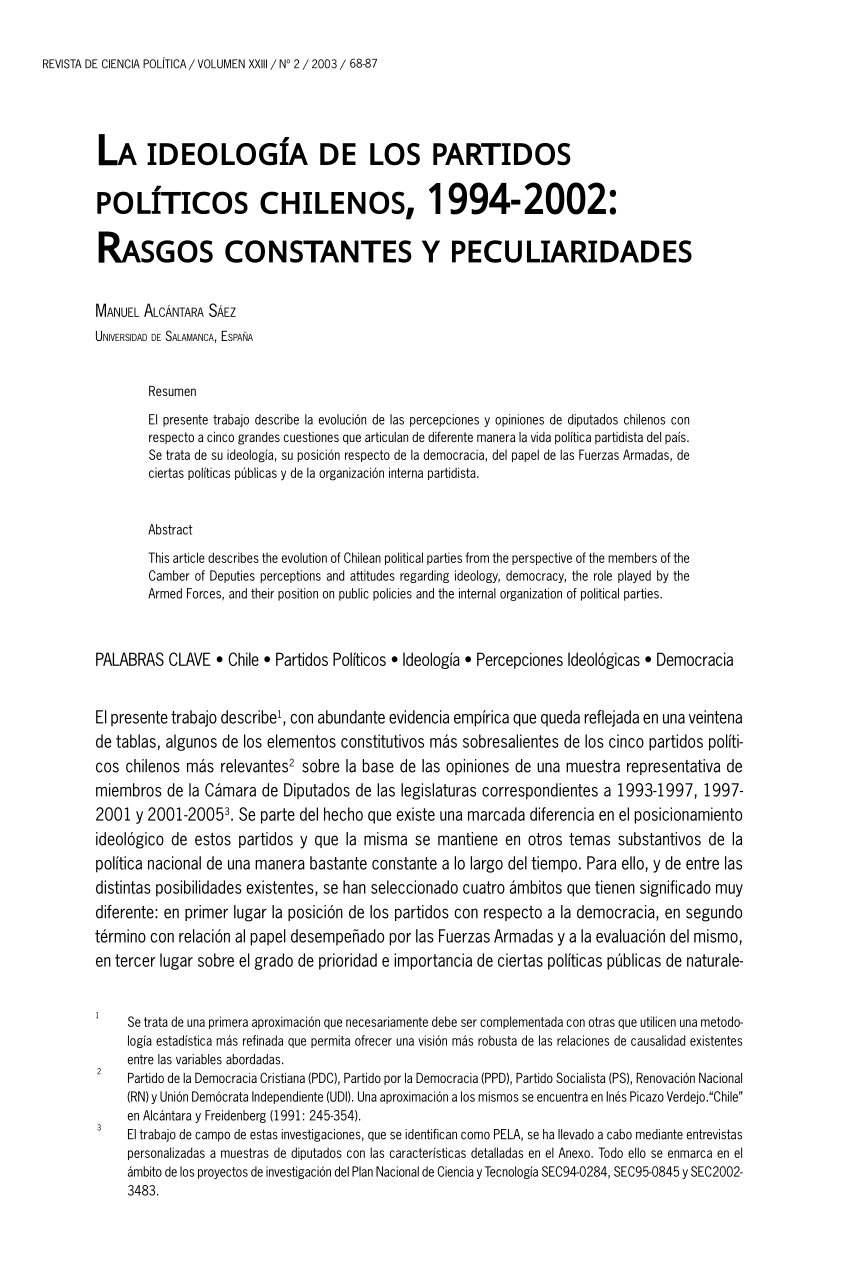 REVISTA DE CIENCIA POLÍTICA / VOLUMEN XXIII / Nº 2 / 2003 / 68-87
LA IDEOLOGÍA DE LOS PARTIDOS
POLÍTICOS CHILENOS, 1994-2002:
RASGOS CONSTANTES Y PECULIARIDADES
MANUEL ALCÁNTARA SÁEZ
UNIVERSIDAD DE SALAMANCA, ESPAÑA
Resumen
El presente trabajo describe la evolución de las percepciones y opiniones de diputados chilenos con
respecto a cinco grandes cuestiones que articulan de diferente manera la vida política partidista del país.
Se trata de su ideología, su posición respecto de la democracia, del papel de las Fuerzas Armadas, de
ciertas políticas públicas y de la organización interna partidista.
Abstract
This article describes the evolution of Chilean political parties from the perspective of the members of the
Camber of Deputies perceptions and attitudes regarding ideology, democracy, the role played by the
Armed Forces, and their position on public policies and the internal organization of political parties.
PALABRAS CLAVE • Chile • Partidos Políticos • Ideología • Percepciones Ideológicas • Democracia
El presente trabajo describe1, con abundante evidencia empírica que queda reflejada en una veintena
de tablas, algunos de los elementos constitutivos más sobresalientes de los cinco partidos políti-
cos chilenos más relevantes2 sobre la base de las opiniones de una muestra representativa de
miembros de la Cámara de Diputados de las legislaturas correspondientes a 1993-1997, 1997-
2001 y 2001-20053. Se parte del hecho que existe una marcada diferencia en el posicionamiento
ideológico de estos partidos y que la misma se mantiene en otros temas substantivos de la
política nacional de una manera bastante constante a lo largo del tiempo. Para ello, y de entre las
distintas posibilidades existentes, se han seleccionado cuatro ámbitos que tienen significado muy
diferente: en primer lugar la posición de los partidos con respecto a la democracia, en segundo
término con relación al papel desempeñado por las Fuerzas Armadas y a la evaluación del mismo,
en tercer lugar sobre el grado de prioridad e importancia de ciertas políticas públicas de naturale-
1 Se trata de una primera aproximación que necesariamente debe ser complementada con otras que utilicen una metodo-
logía estadística más refinada que permita ofrecer una visión más robusta de las relaciones de causalidad existentes
entre las variables abordadas.
2 Partido de la Democracia Cristiana (PDC), Partido por la Democracia (PPD), Partido Socialista (PS), Renovación Nacional
(RN) y Unión Demócrata Independiente (UDI). Una aproximación a los mismos se encuentra en Inés Picazo Verdejo.“Chile”
en Alcántara y Freidenberg (1991: 245-354).
3 El trabajo de campo de estas investigaciones, que se identifican como PELA, se ha llevado a cabo mediante entrevistas
personalizadas a muestras de diputados con las características detalladas en el Anexo. Todo ello se enmarca en el
ámbito de los proyectos de investigación del Plan Nacional de Ciencia y Tecnología SEC94-0284, SEC95-0845 y SEC2002-
3483.